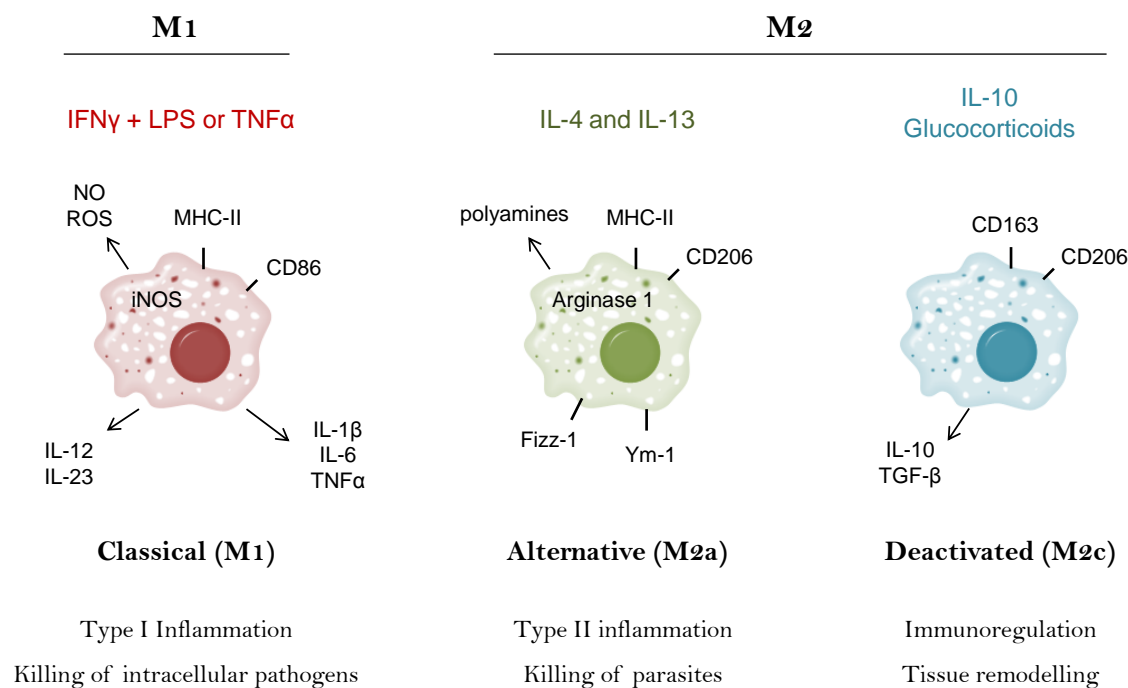 M1
M2
IFNγ + LPS or TNFα
IL-4 and IL-13
IL-10
Glucocorticoids
NO
ROS
MHC-II
CD86
iNOS
IL-12
IL-23
IL-1β
IL-6
TNFα
polyamines
MHC-II
CD206
Arginase 1
Fizz-1
Ym-1
CD163
CD206
IL-10
TGF-β
Classical (M1)
Alternative (M2a)
Deactivated (M2c)
Type I Inflammation
Killing of intracellular pathogens
Type II inflammation
Killing of parasites
Immunoregulation
Tissue remodelling